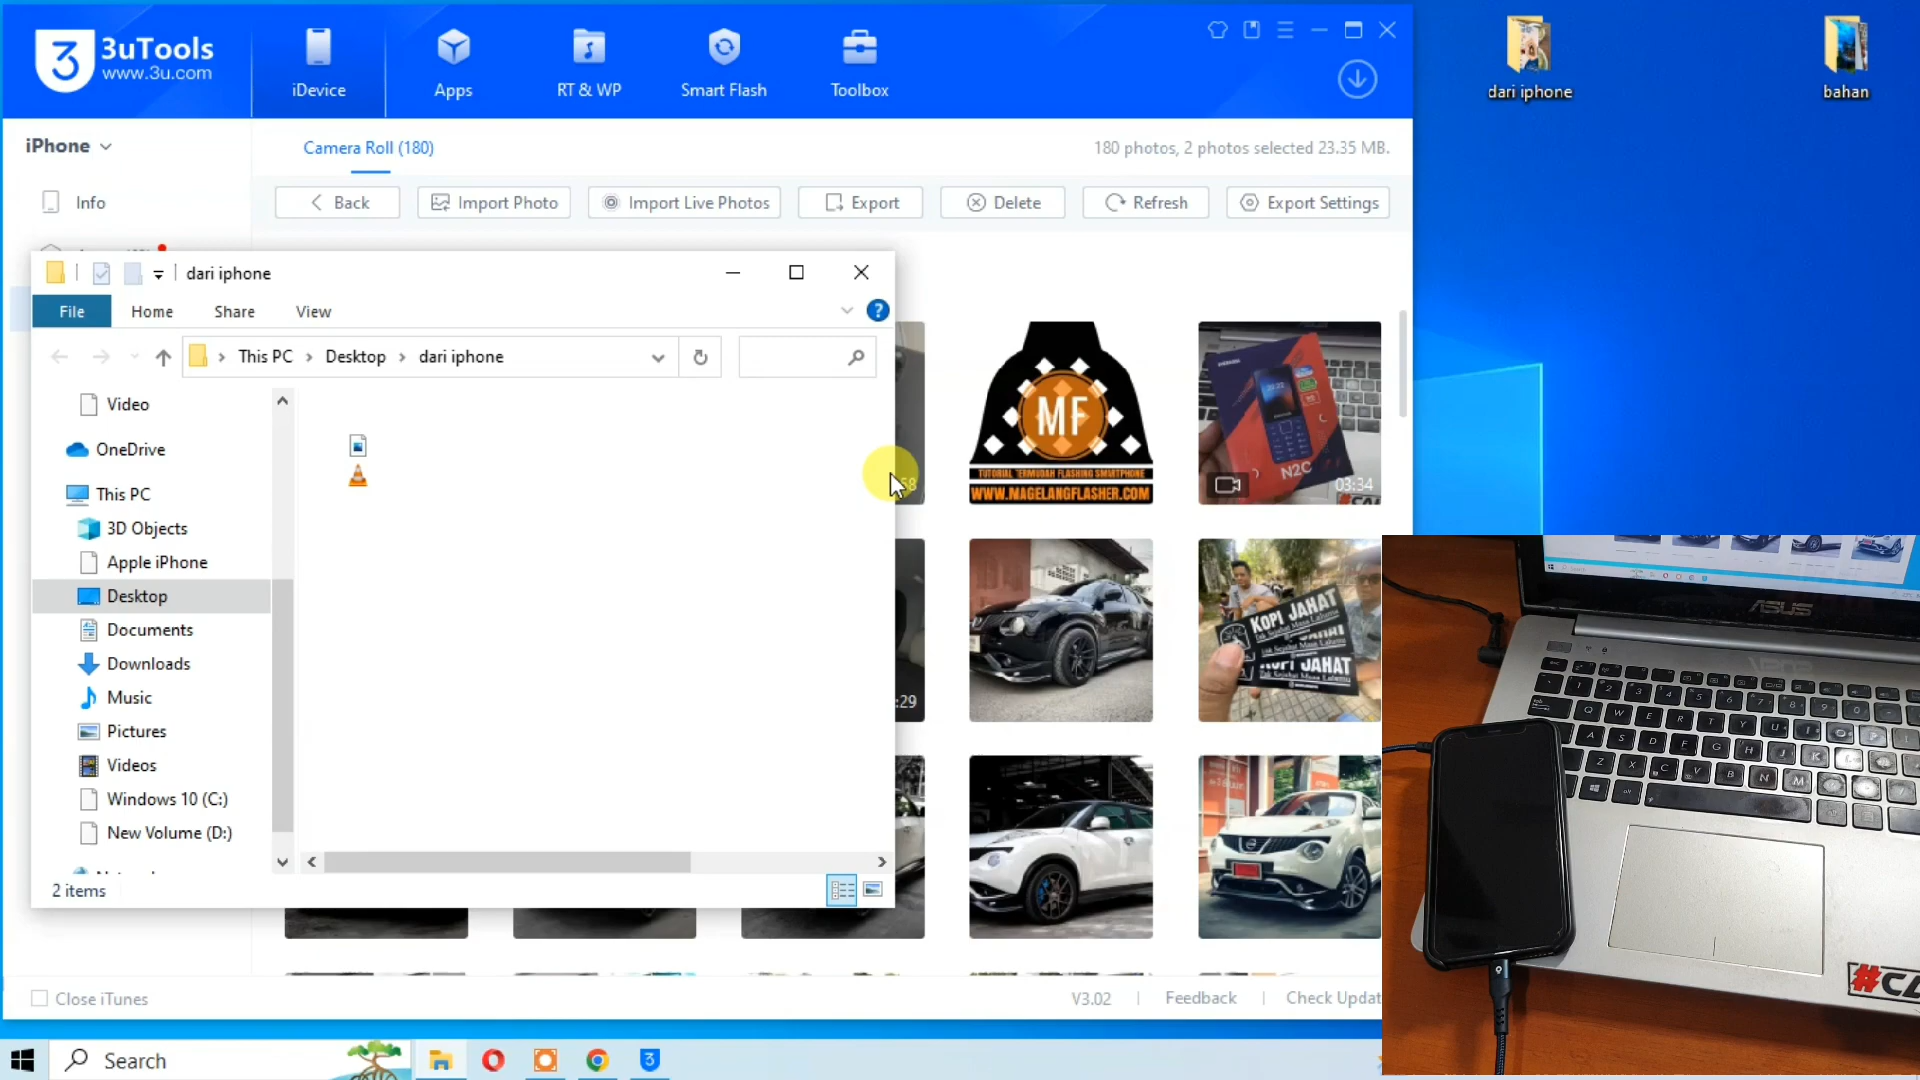 3uTools
www.3u.com
iDevice
Apps
RT & WP
Smart Flash
Toolbox
dari iphone
bahan
iPhone
Camera Roll (180)
180 photos, 2 photos selected 23.35 MB.
Info
Back
Import Photo
Import Live Photos
Export
Delete
Refresh
Export Settings
dari iphone
File
Home
Share
View
This PC
Desktop
dari iphone
Video
OneDrive
This PC
3D Objects
Apple iPhone
Desktop
Documents
Downloads
Music
Pictures
Videos
Windows 10 (C:)
New Volume (D:)
2 items
MF
TUTORIAL TERMUDAH FLASHING SMARTPHONE
WWW.MAGELANGFLASHER.COM
N2C
03:34
:29
KOPI JAHAT
KOPI JAHAT
ASUS
Close iTunes
V3.02
Feedback
Check Updat
Search